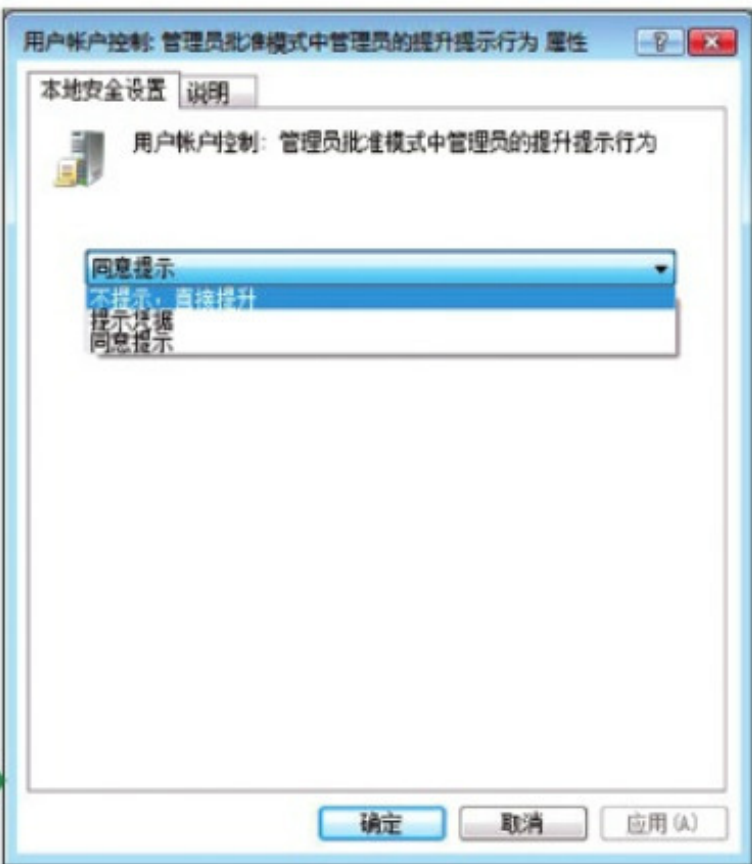 用户帐户控制: 管理员批准模式中管理员的提升提示行为 属性
本地安全设置 说明
用户帐户控制: 管理员批准模式中管理员的提升提示行为
同意提示
不提示，直接提升
提示凭据
同意提示
确定 取消 应用(A)